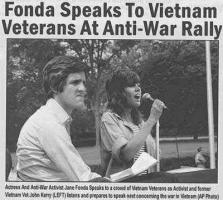 Fonda Speaks To Vietnam
Veterans At Anti-War Rally
Actress And Anti-War Activist Jane Fonda Speaks to a crowd of Vietnam Veterans as Activist and former
Vietnam Vet John Kerry (LEFT) listens and prepares to speak next concerning the war in Vietnam (AP Photo)